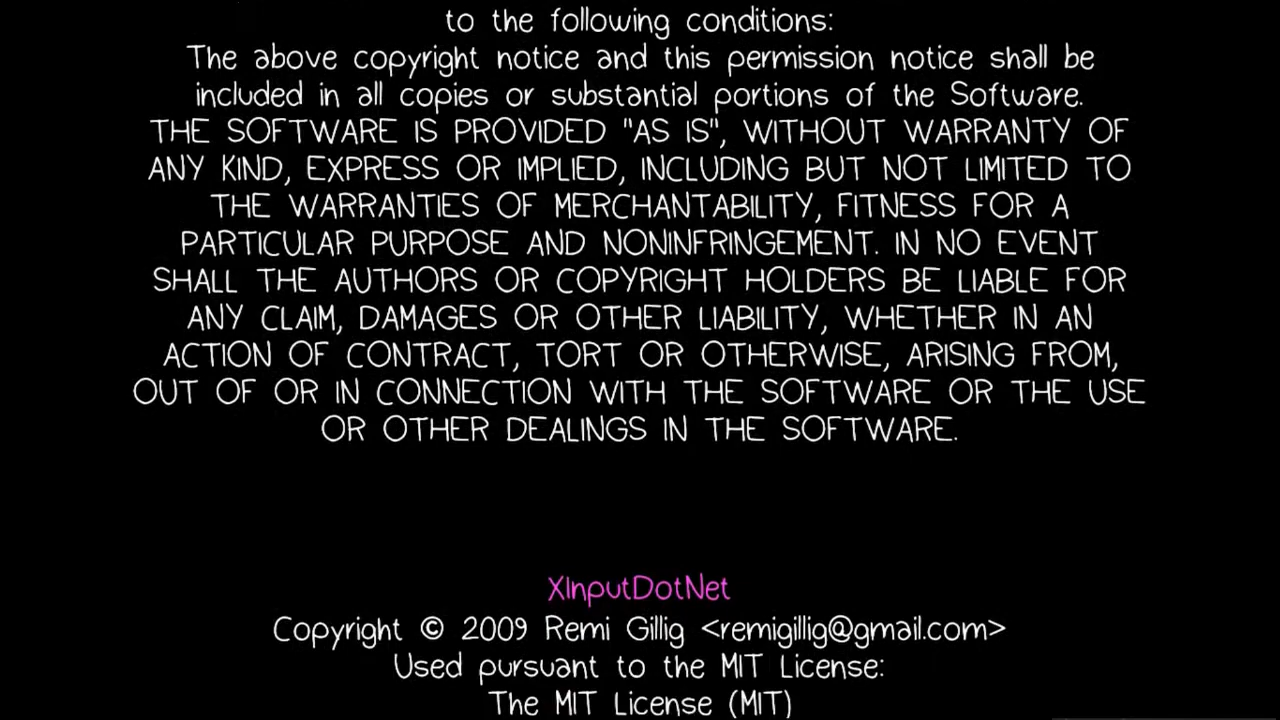 to the following conditions:
The above copyright notice and this permission notice shall be
included in all copies or substantial portions of the Software.
THE SOFTWARE IS PROVIDED "AS IS", WITHOUT WARRANTY OF
ANY KIND, EXPRESS OR IMPLIED, INCLUDING BUT NOT LIMITED TO
THE WARRANTIES OF MERCHANTABILITY, FITNESS FOR A
PARTICULAR PURPOSE AND NONINFRINGEMENT. IN NO EVENT
SHALL THE AUTHORS OR COPYRIGHT HOLDERS BE LIABLE FOR
ANY CLAIM, DAMAGES OR OTHER LIABILITY, WHETHER IN AN
ACTION OF CONTRACT, TORT OR OTHERWISE, ARISING FROM,
OUT OF OR IN CONNECTION WITH THE SOFTWARE OR THE USE
OR OTHER DEALINGS IN THE SOFTWARE.
XInputDotNet
Copyright © 2009 Remi Gillig <remigillig@gmail.com>
Used pursuant to the MIT License:
The MIT License (MIT)